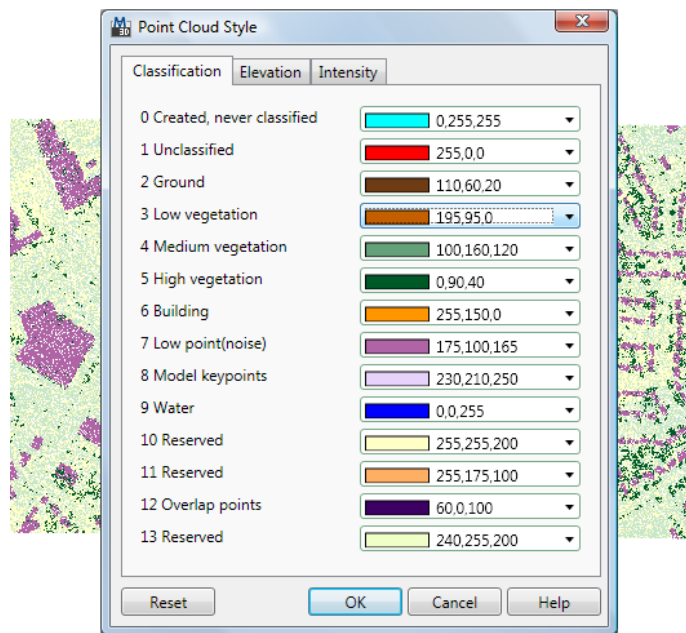 M
3D
Point Cloud Style
Classification Elevation Intensity
0 Created, never classified 0,255,255
1 Unclassified 255,0,0
2 Ground 110,60,20
3 Low vegetation 195,95,0
4 Medium vegetation 100,160,120
5 High vegetation 0,90,40
6 Building 255,150,0
7 Low point(noise) 175,100,165
8 Model keypoints 230,210,250
9 Water 0,0,255
10 Reserved 255,255,200
11 Reserved 255,175,100
12 Overlap points 60,0,100
13 Reserved 240,255,200
Reset OK Cancel Help